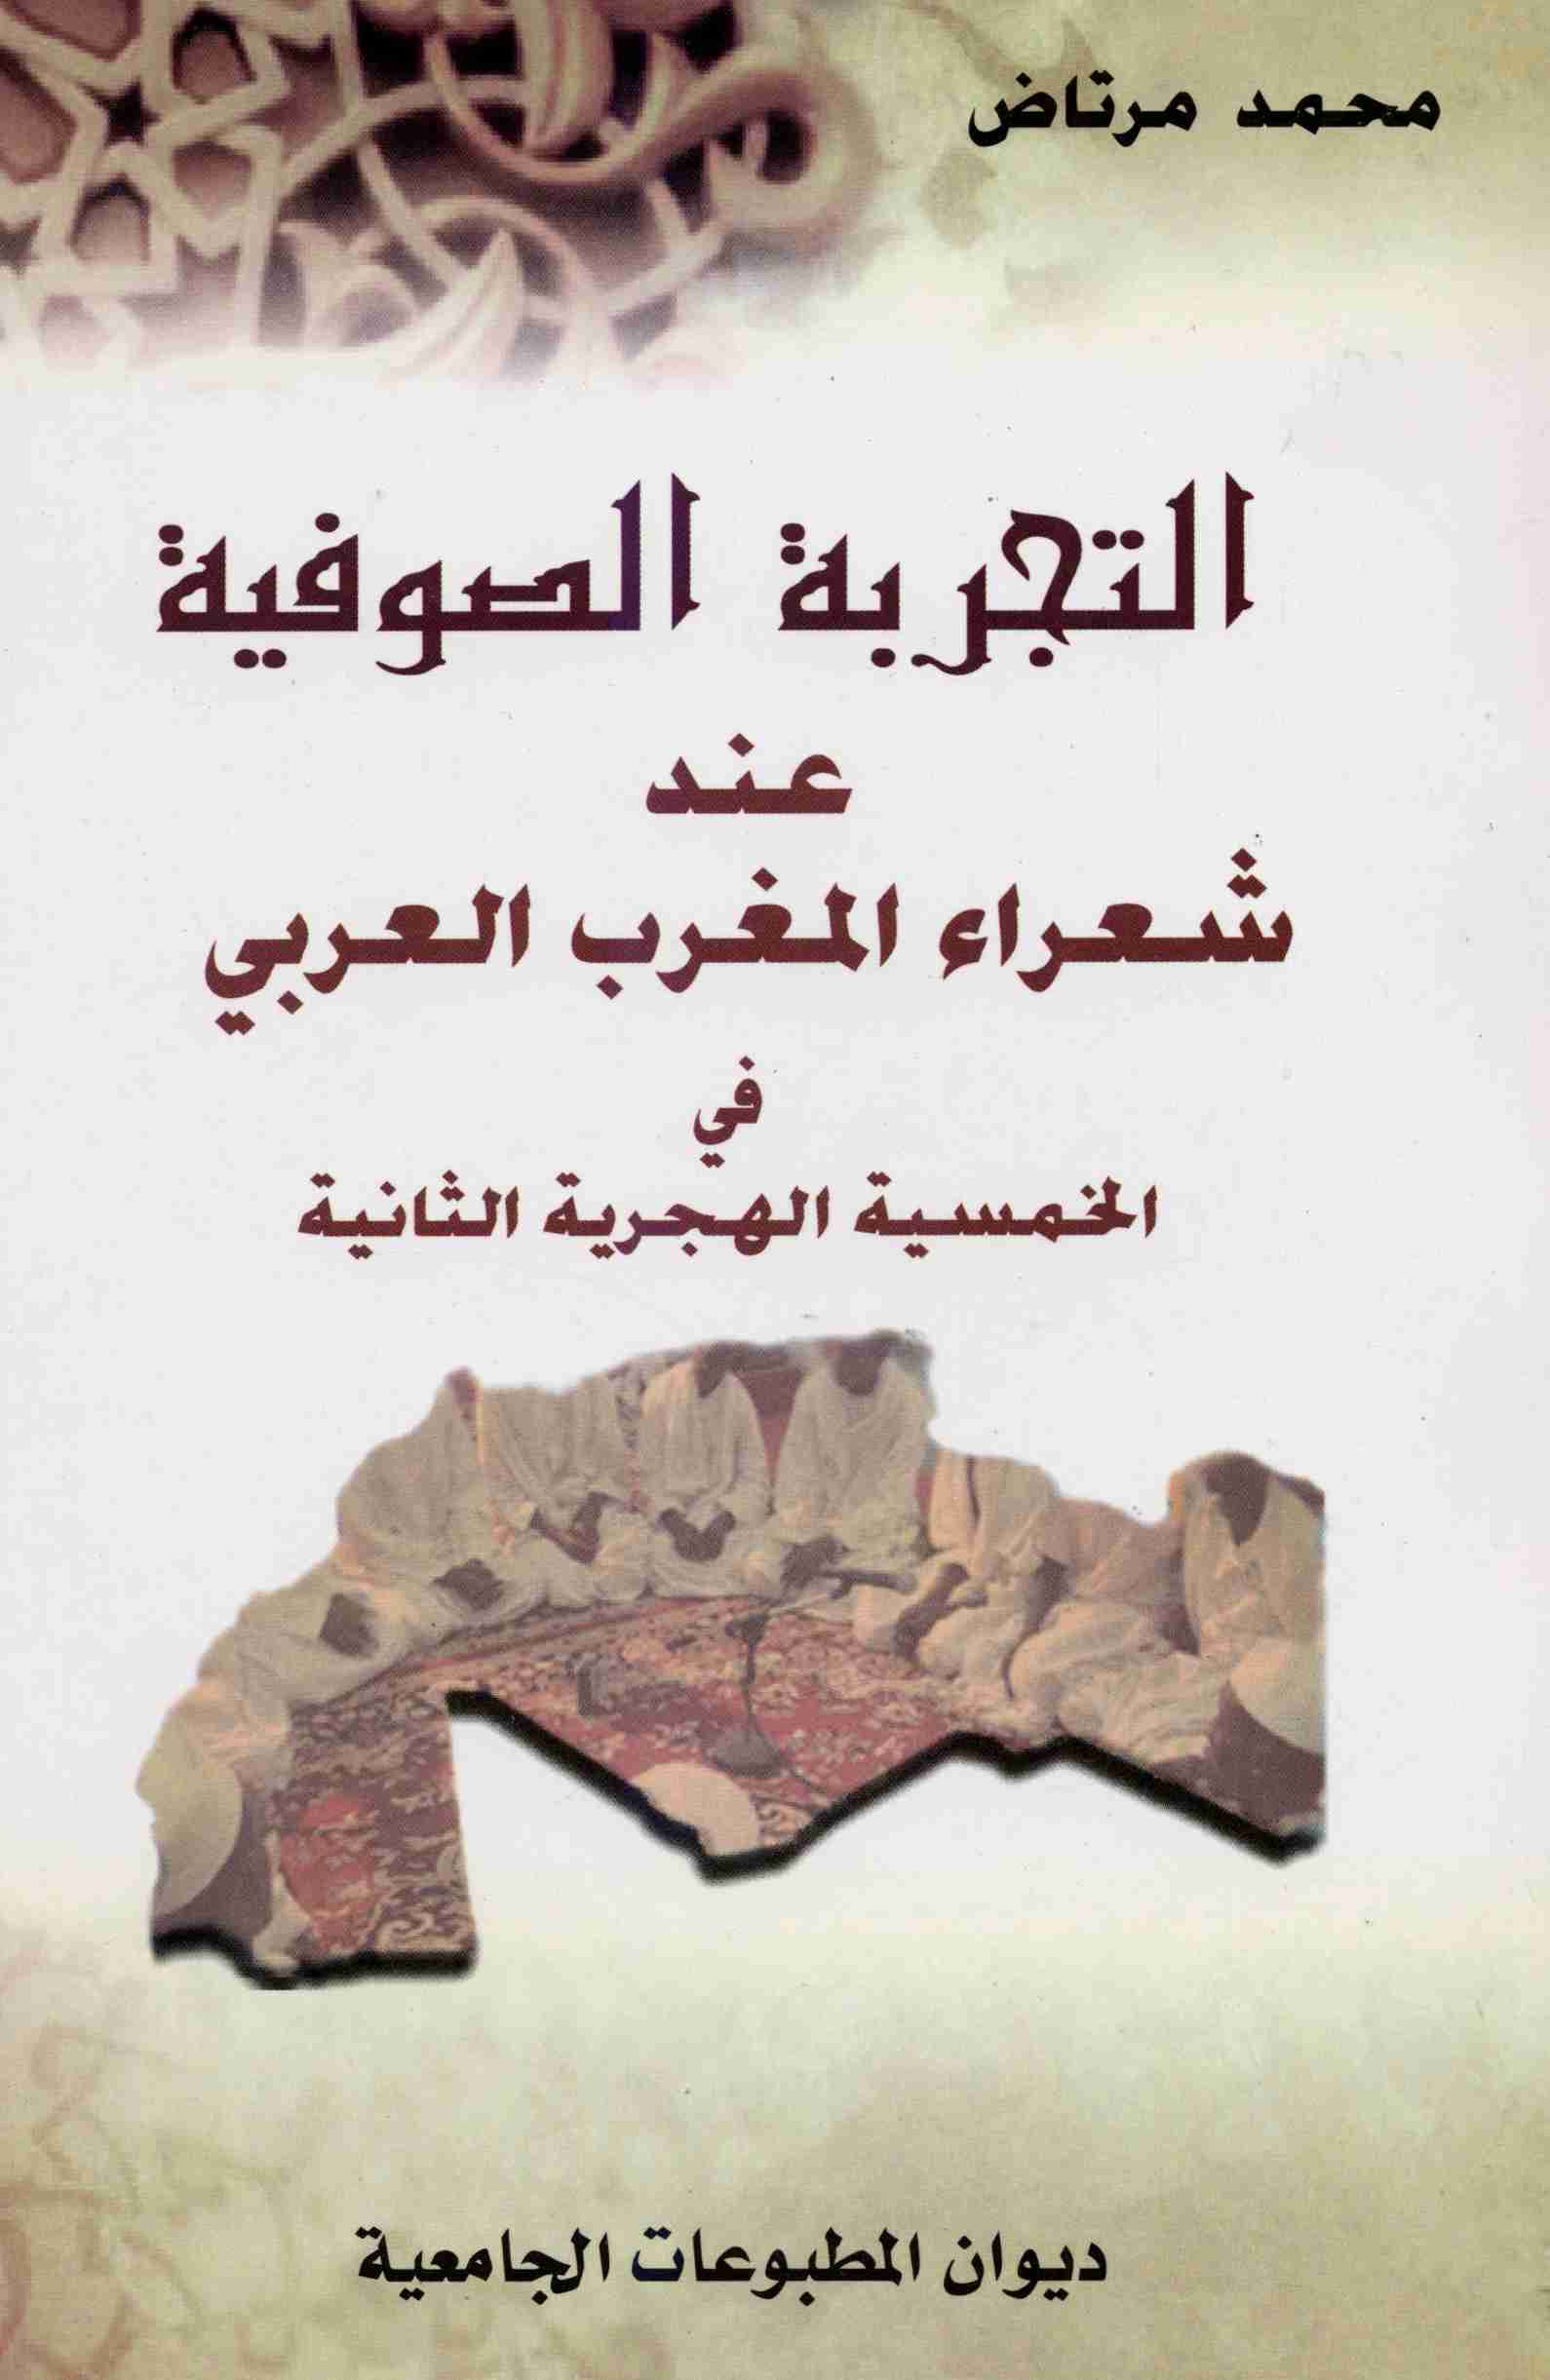 محمد مرتاض
التجربة الصوفية
عند
شعراء المغرب العربي
في
الخمسية الهجرية الثانية
ديوان المطبوعات الجامعية